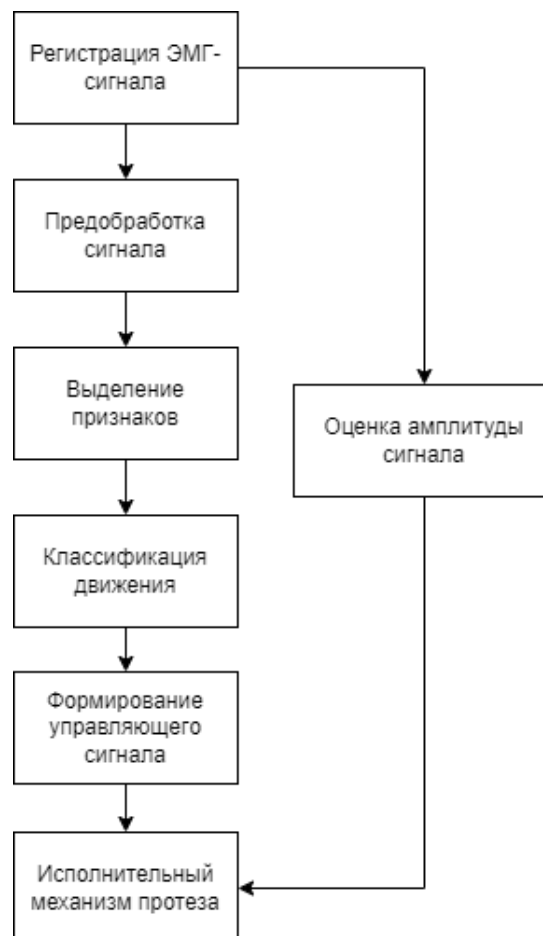 Регистрация ЭМГ-
сигнала
Предобработка
сигнала
Выделение
признаков
Оценка амплитуды
сигнала
Классификация
движения
Формирование
управляющего
сигнала
Исполнительный
механизм протеза